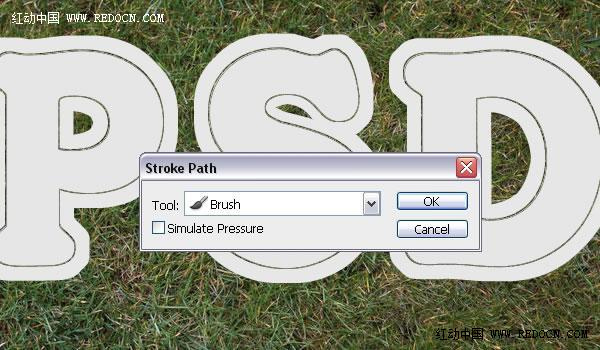 红动中国 WWW.REDOCN.COM
PSD
Stroke Path
Tool: Brush
OK
Simulate Pressure
Cancel
红动中国 WWW.REDOCN.COM